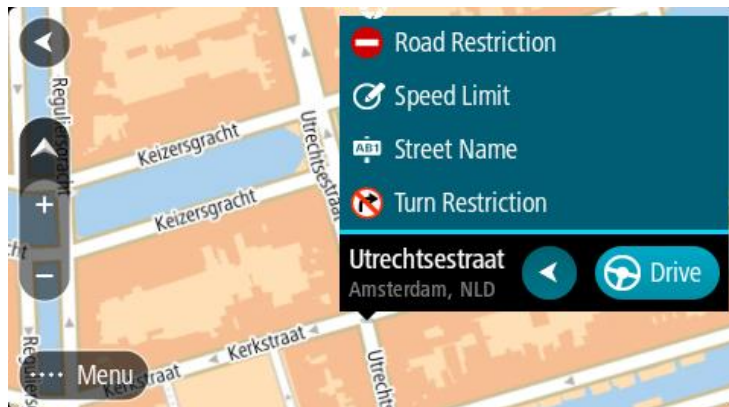 Road Restriction
Speed Limit
AB1 Street Name
Turn Restriction
Utrechtsestraat
Amsterdam, NLD
Drive
Reguliersgracht
Keizersgracht
Utrechtsestraat
Keizersgracht
+
−
Kerkstraat
Kerkstraat
Menu